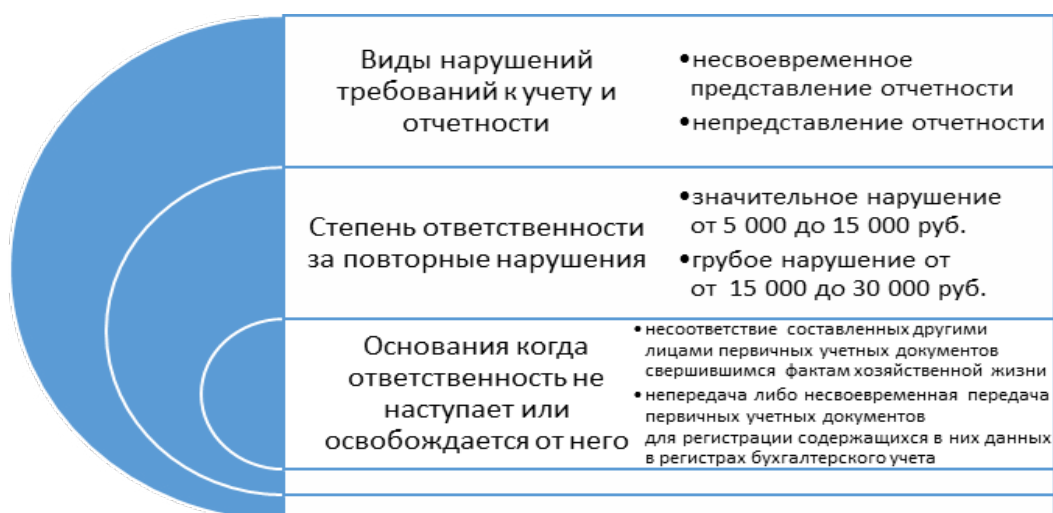 Виды нарушений
требований к учету и
отчетности
•несвоевременное
представление отчетности
•непредставление отчетности
Степень ответственности
за повторные нарушения
•значительное нарушение
от 5 000 до 15 000 руб.
•грубое нарушение от
от 15 000 до 30 000 руб.
Основания когда
ответственность не
наступает или
освобождается от него
•несоответствие составленных другими
лицами первичных учетных документов
свершившимся фактам хозяйственной жизни
•непередача либо несвоевременная передача
первичных учетных документов
для регистрации содержащихся в них данных
в регистрах бухгалтерского учета